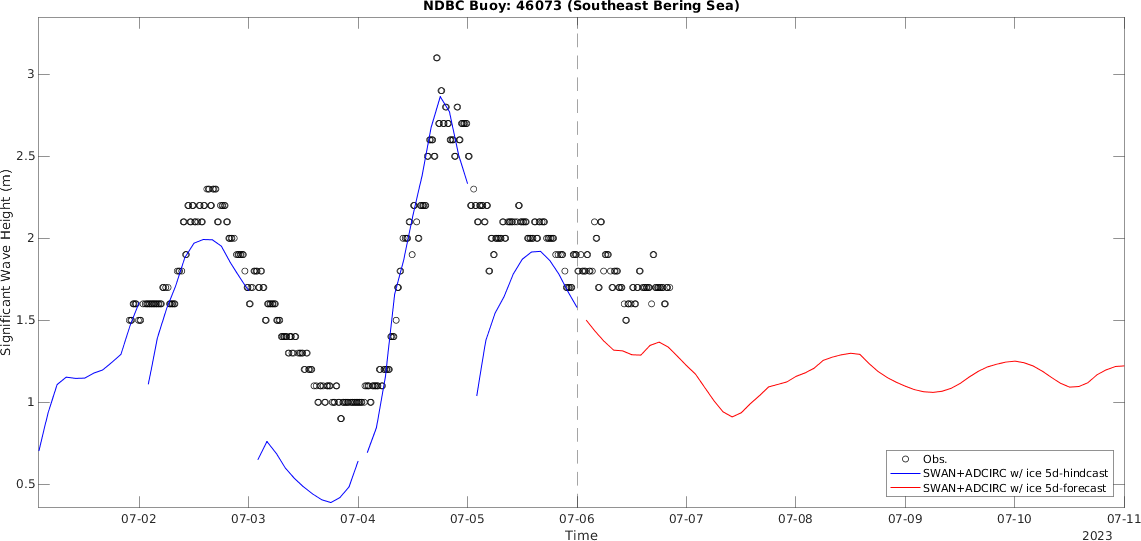 NDBC Buoy: 46073 (Southeast Bering Sea)
Significant Wave Height (m)
3
2.5
2
1.5
1
0.5
Obs.
SWAN+ADCIRC w/ ice 5d-hindcast
SWAN+ADCIRC w/ ice 5d-forecast
07-02 07-03 07-04 07-05 07-06 07-07 07-08 07-09 07-10 07-11
Time
2023